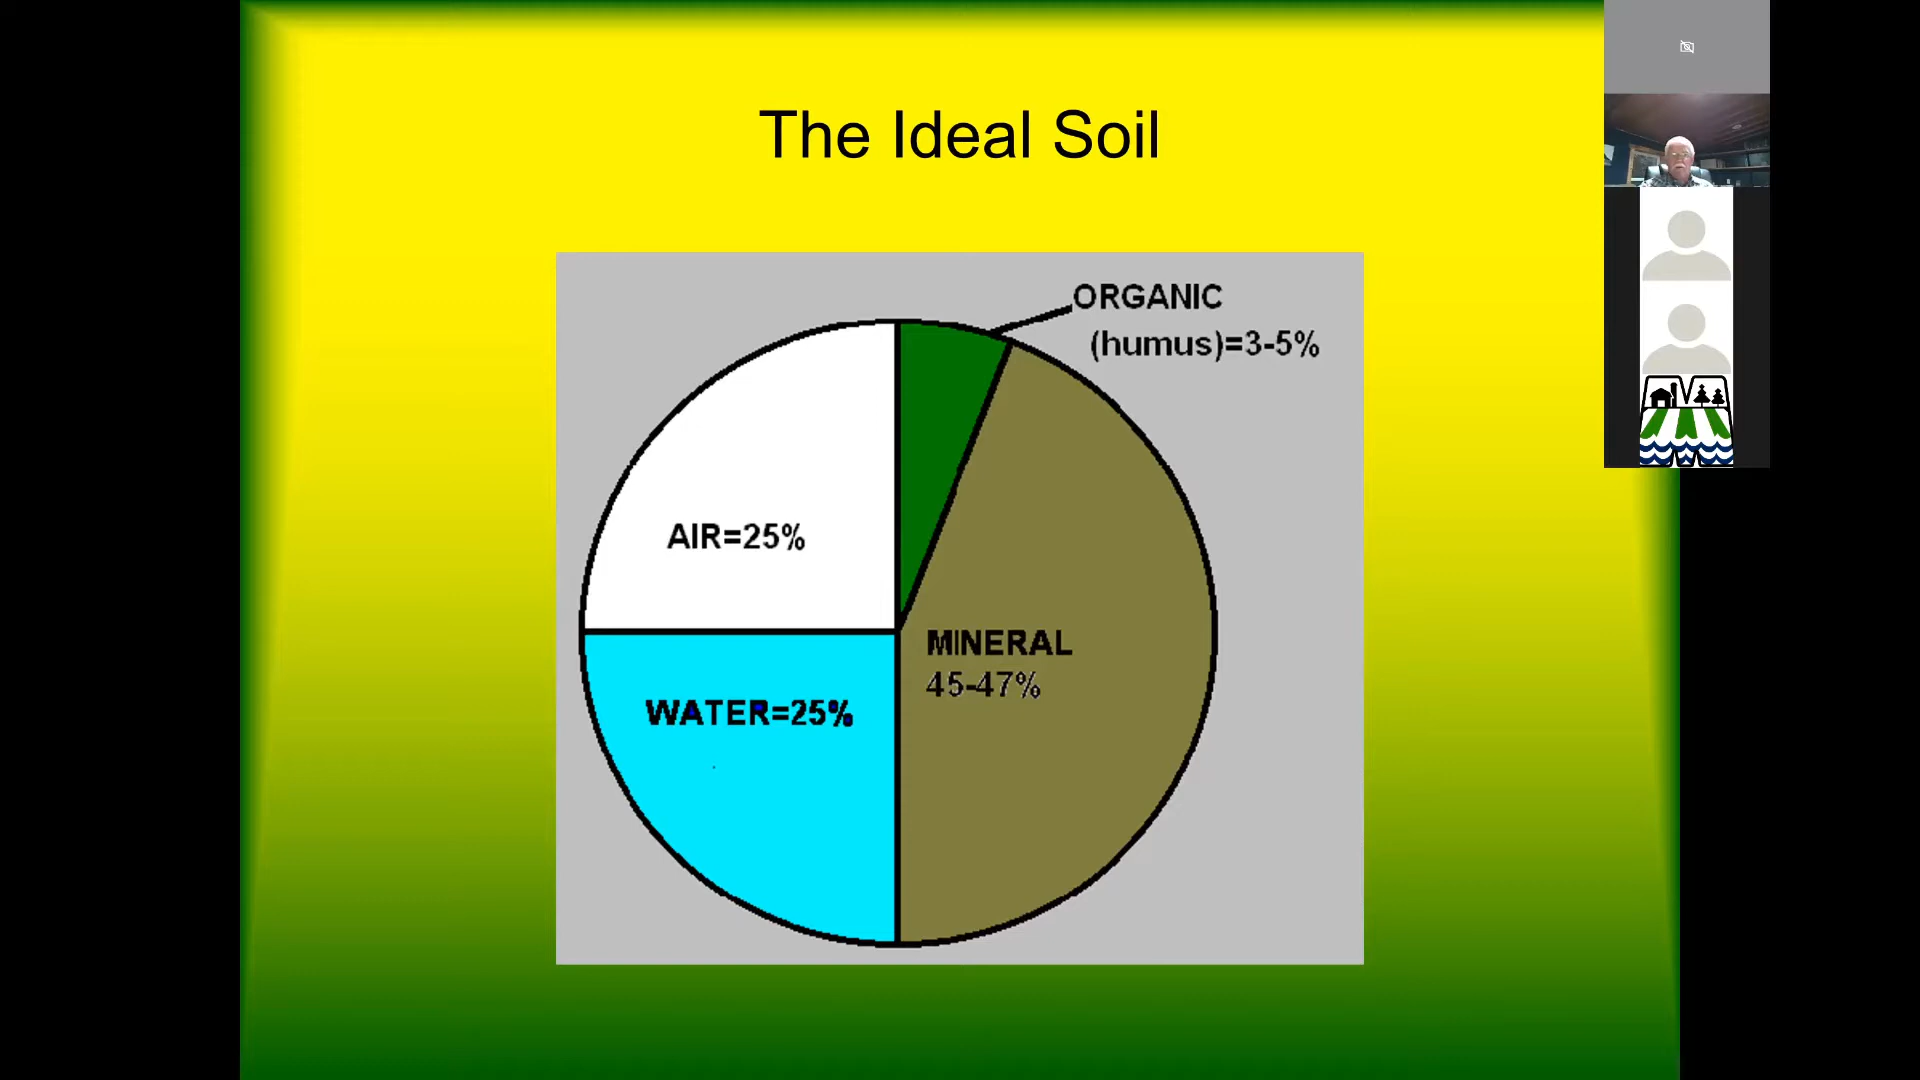 The Ideal Soil
ORGANIC
(humus)=3-5%
AIR=25%
MINERAL
45-47%
WATER=25%